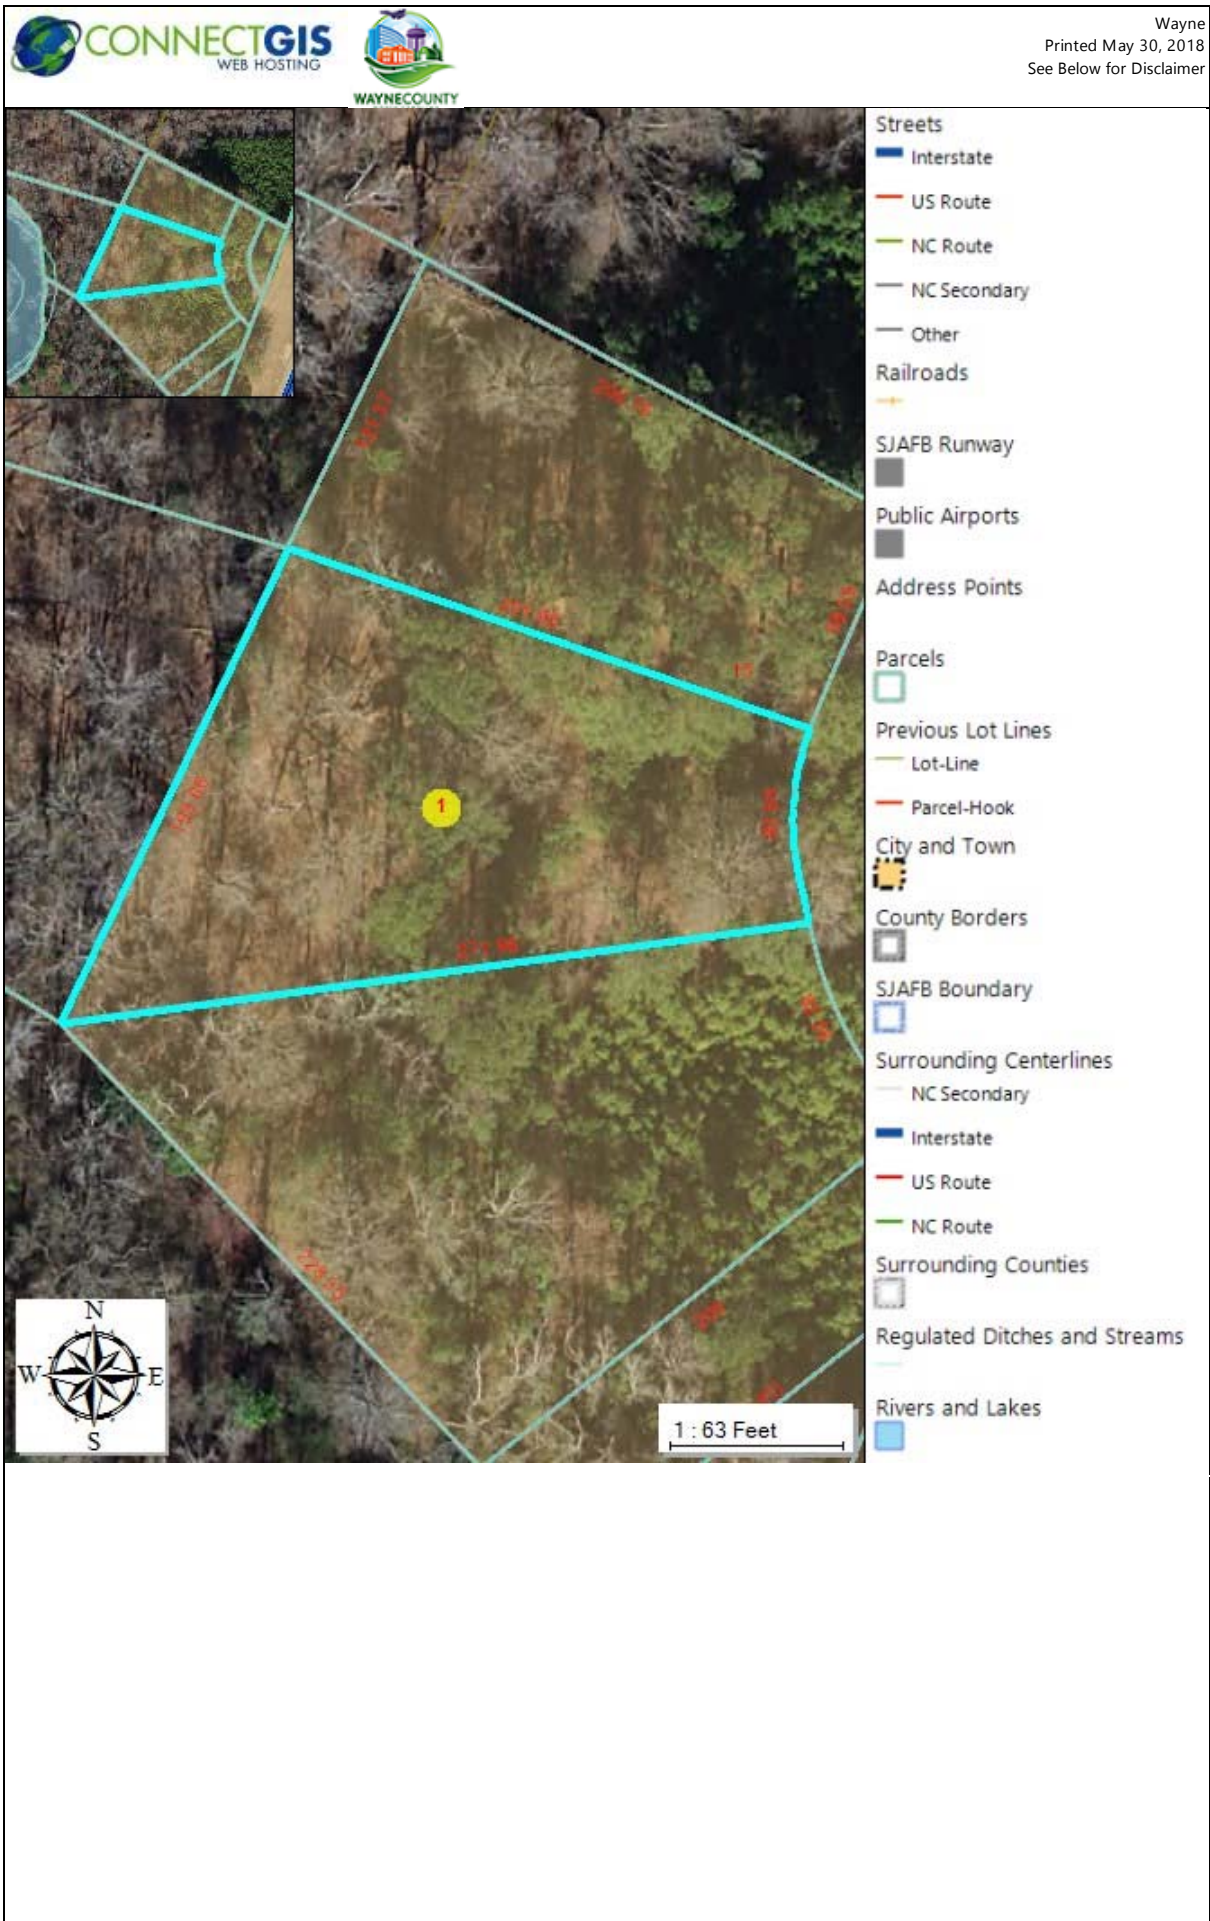 CONNECTGIS
WEB HOSTING
WAYNECOUNTY
Wayne
Printed May 30, 2018
See Below for Disclaimer
1
N
W E
S
1 : 63 Feet
Streets
Interstate
US Route
NC Route
NC Secondary
Other
Railroads
SJAFB Runway
Public Airports
Address Points
Parcels
Previous Lot Lines
Lot-Line
Parcel-Hook
City and Town
County Borders
SJAFB Boundary
Surrounding Centerlines
NC Secondary
Interstate
US Route
NC Route
Surrounding Counties
Regulated Ditches and Streams
Rivers and Lakes